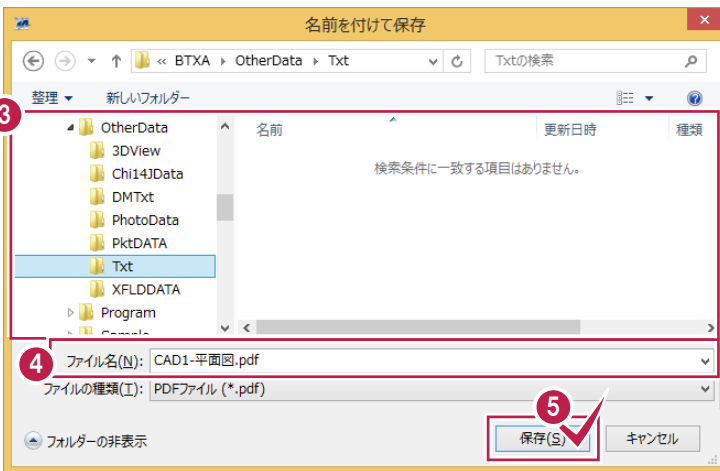 名前を付けて保存
« BTXA ▸ OtherData ▸ Txt
Txtの検索
整理 ▼ 新しいフォルダー
3
OtherData
3DView
Chi14JData
DMTxt
PhotoData
PktDATA
Txt
XFLDDATA
Program
名前 更新日時 種類
検索条件に一致する項目はありません。
4
ファイル名(N): CAD1-平面図.pdf
ファイルの種類(T): PDFファイル (*.pdf)
5
フォルダーの非表示
保存(S)
キャンセル